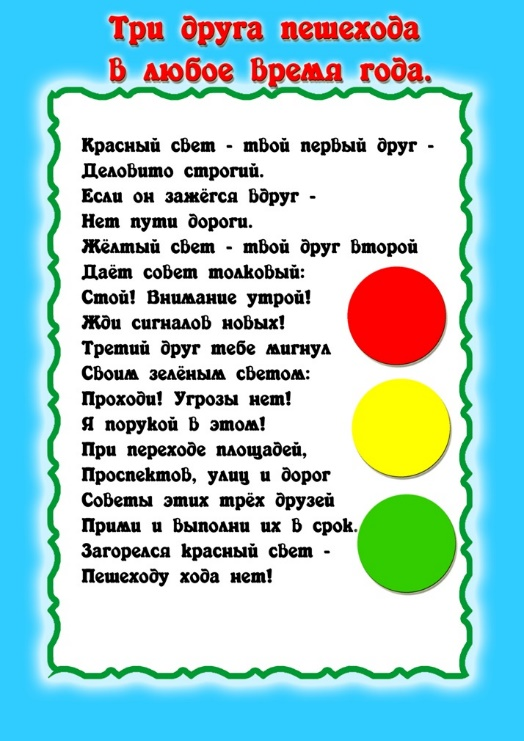 Три друга пешехода
в любое время года.
Красный свет - твой первый друг -
Деловито строгий.
Если он зажёгся вдруг -
Нет пути дороги.
Жёлтый свет - твой друг второй
Даёт совет толковый:
Стой! Внимание утрой!
Жди сигналов новых!
Третий друг тебе мигнул
Своим зелёным светом:
Проходи! Угрозы нет!
Я порукой в этом!
При переходе площадей,
Проспектов, улиц и дорог
Советы этих трёх друзей
Прими и выполни их в срок.
Загорелся красный свет -
Пешеходу хода нет!